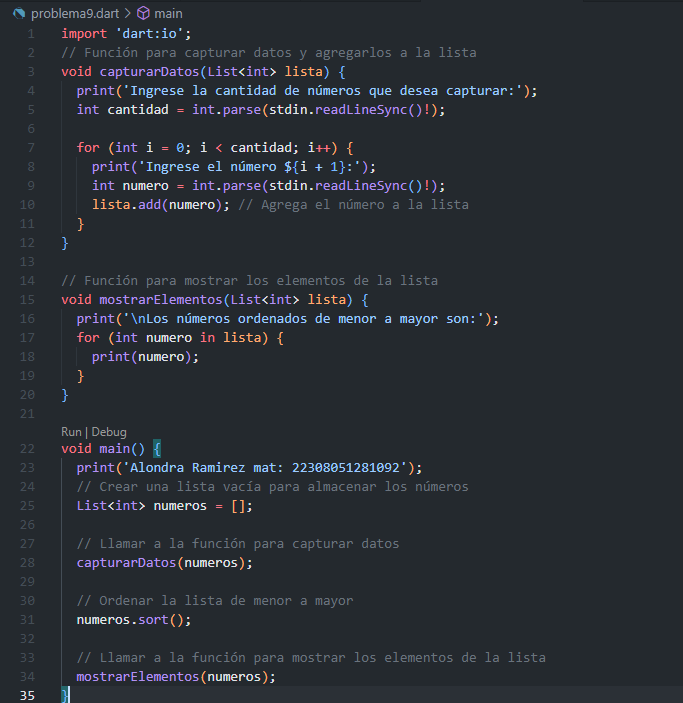 problema9.dart > main
1 import 'dart:io';
2 // Función para capturar datos y agregarlos a la lista
3 void capturarDatos(List<int> lista) {
4   print('Ingrese la cantidad de números que desea capturar:');
5   int cantidad = int.parse(stdin.readLineSync()!);
6
7   for (int i = 0; i < cantidad; i++) {
8     print('Ingrese el número ${i + 1}:');
9     int numero = int.parse(stdin.readLineSync()!);
10     lista.add(numero); // Agrega el número a la lista
11   }
12 }
13
14 // Función para mostrar los elementos de la lista
15 void mostrarElementos(List<int> lista) {
16   print('\nLos números ordenados de menor a mayor son:');
17   for (int numero in lista) {
18     print(numero);
19   }
20 }
21
Run | Debug
22 void main() {
23   print('Alondra Ramirez mat: 22308051281092');
24   // Crear una lista vacía para almacenar los números
25   List<int> numeros = [];
26
27   // Llamar a la función para capturar datos
28   capturarDatos(numeros);
29
30   // Ordenar la lista de menor a mayor
31   numeros.sort();
32
33   // Llamar a la función para mostrar los elementos de la lista
34   mostrarElementos(numeros);
35 }